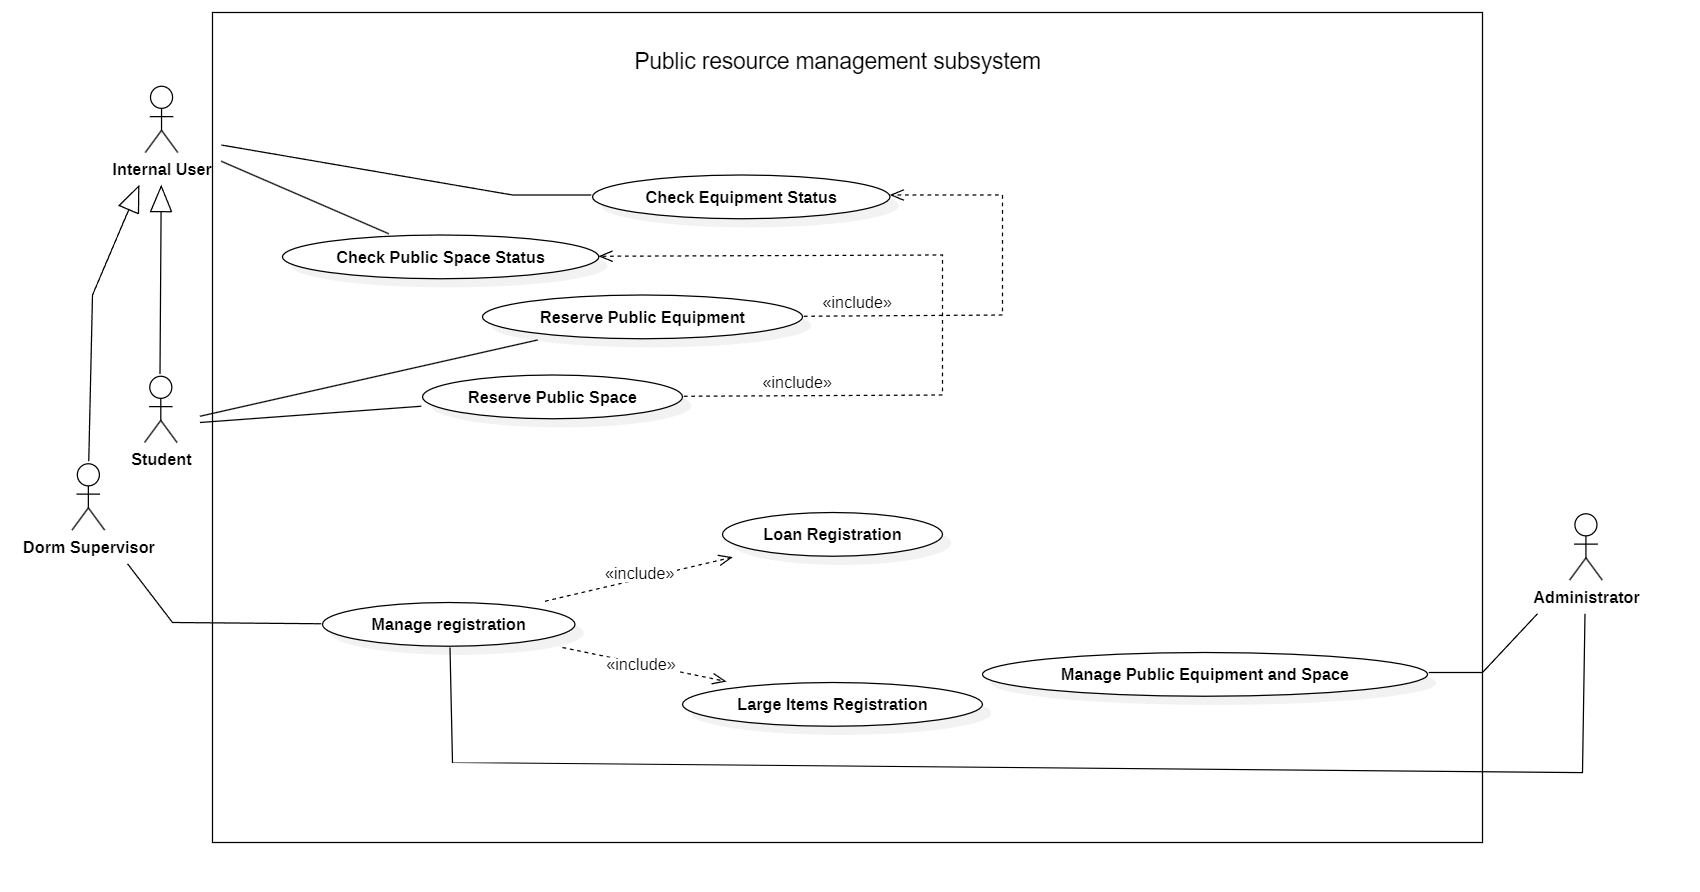 Public resource management subsystem
Internal User
Check Equipment Status
Check Public Space Status
«include»
Reserve Public Equipment
«include»
Reserve Public Space
Student
Loan Registration
Dorm Supervisor
«include»
Administrator
Manage registration
«include»
Manage Public Equipment and Space
Large Items Registration